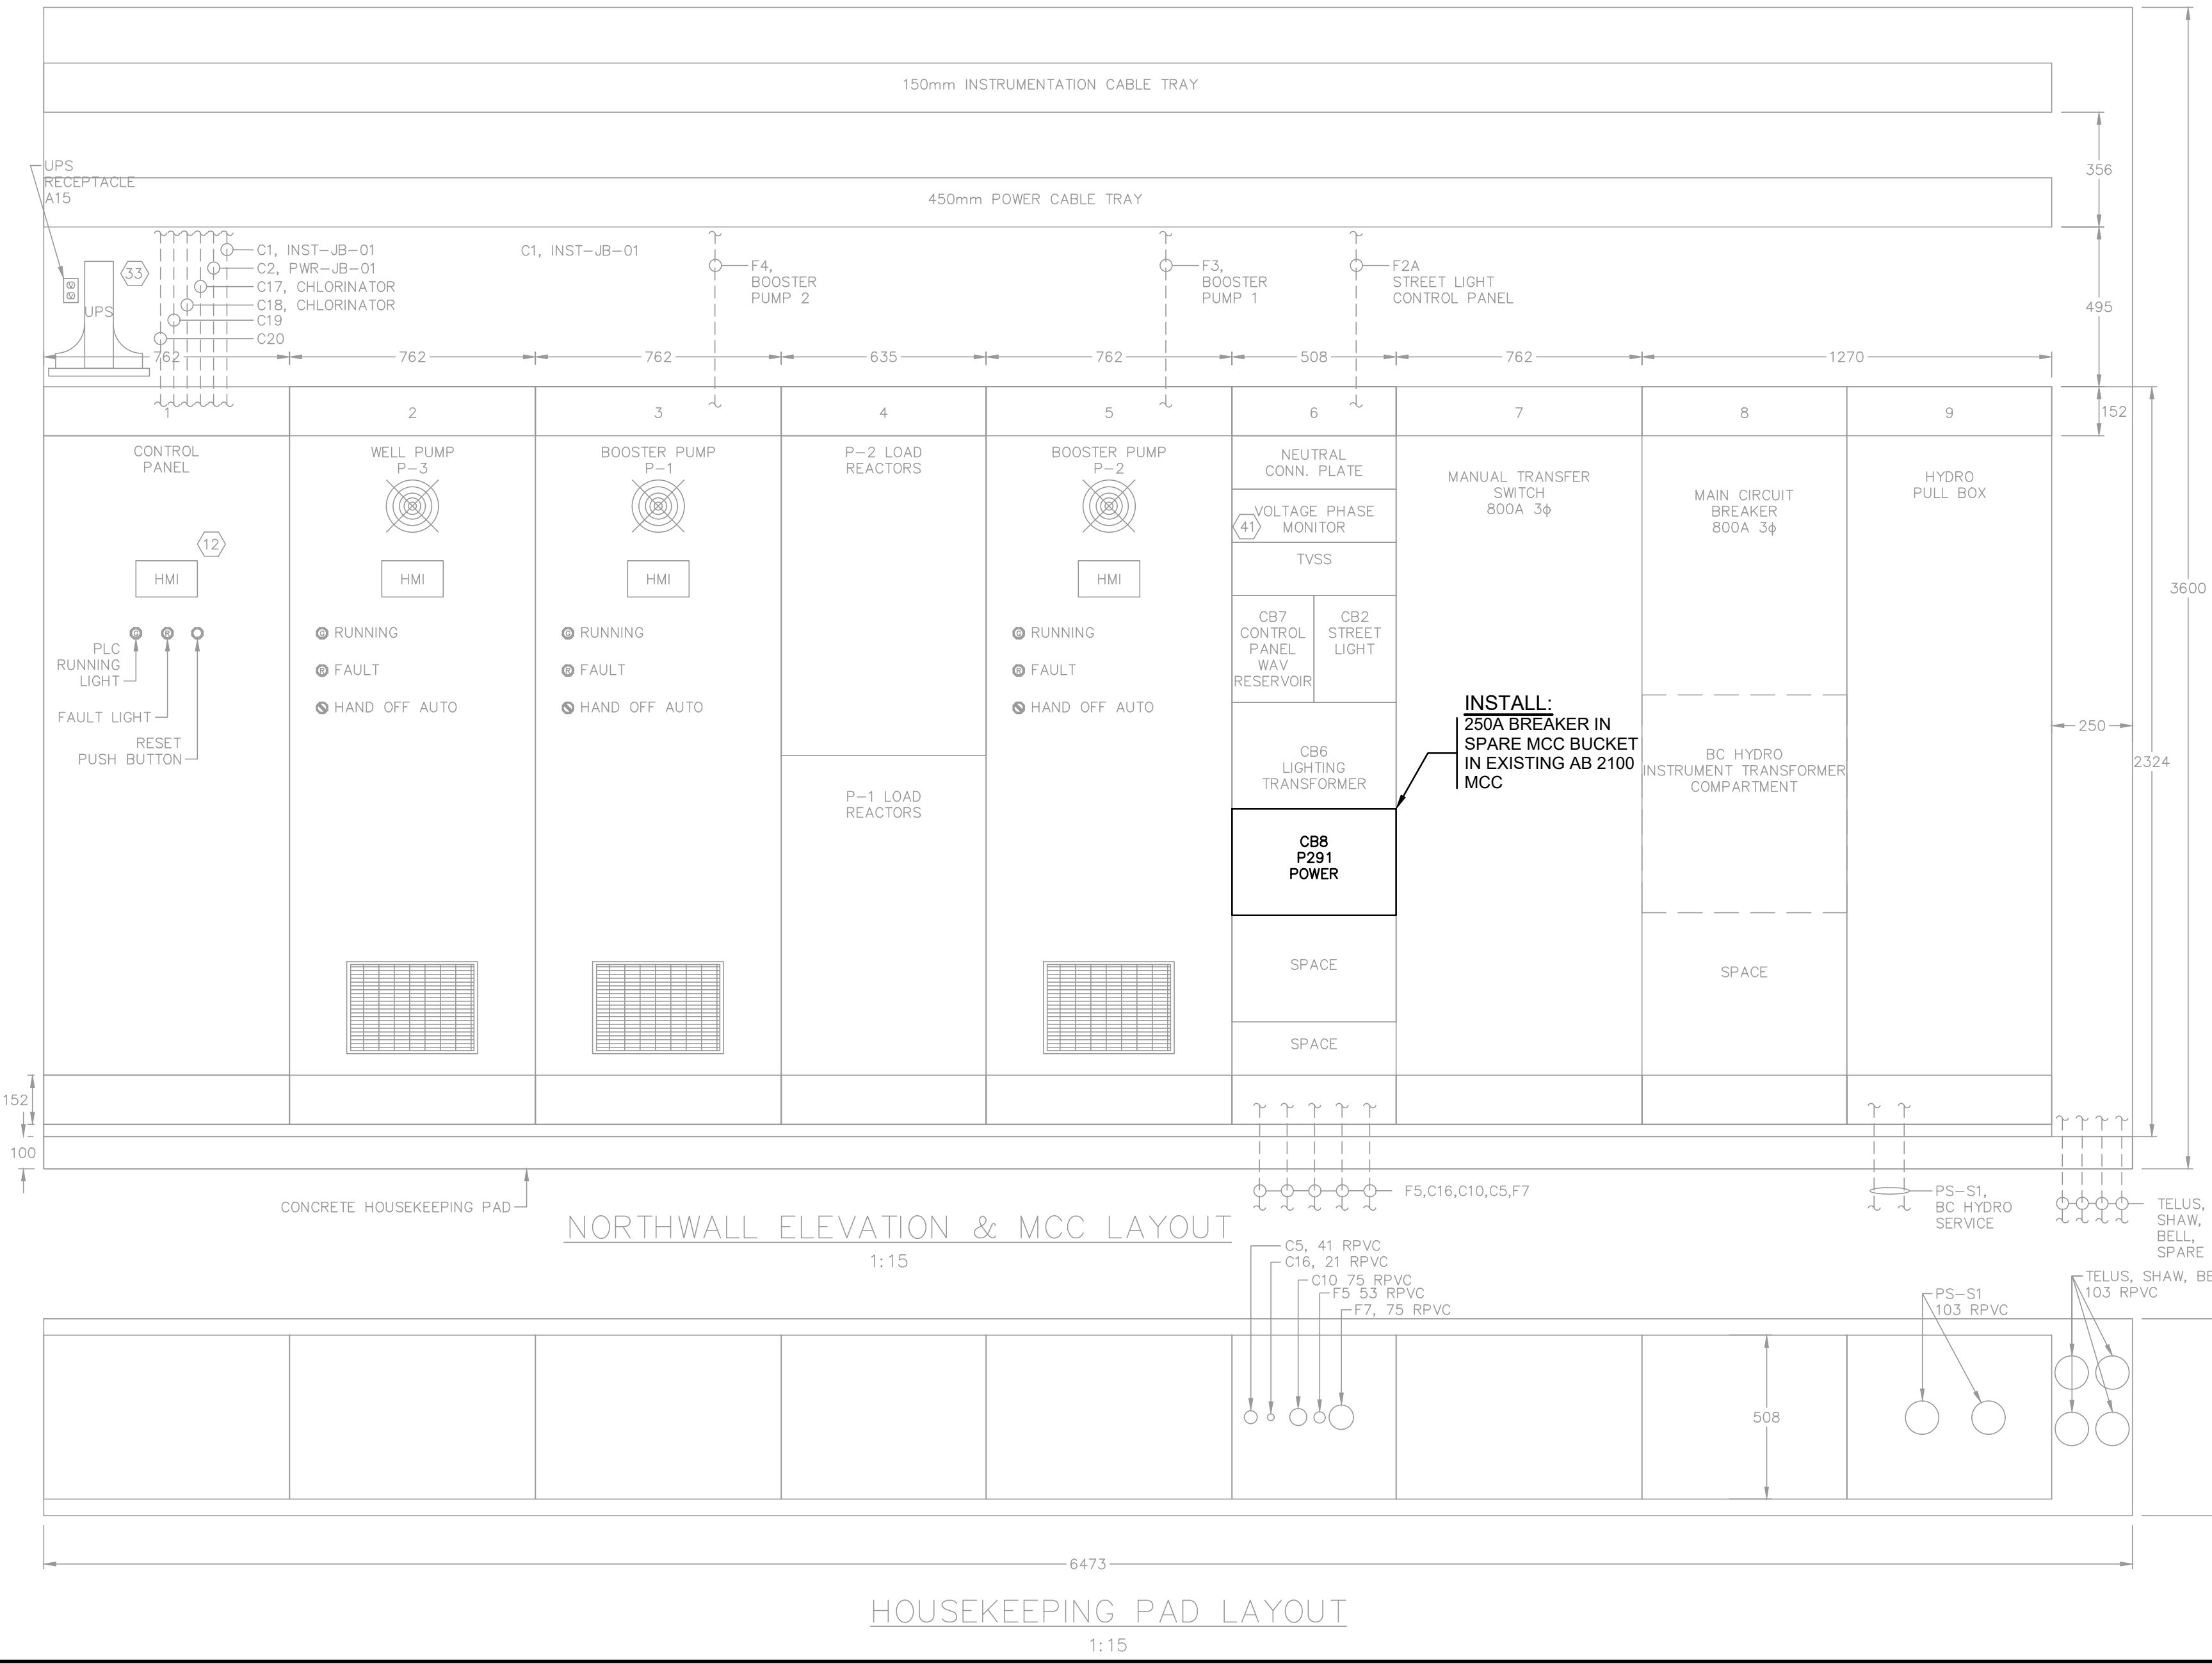 150mm INSTRUMENTATION CABLE TRAY
356
UPS
RECEPTACLE
A15
450mm POWER CABLE TRAY
33
UPS
C1, INST-JB-01
C2, PWR-JB-01
C17, CHLORINATOR
C18, CHLORINATOR
C19
C20
C1, INST-JB-01
F4,
BOOSTER
PUMP 2
F3,
BOOSTER
PUMP 1
F2A
STREET LIGHT
CONTROL PANEL
495
762
762
762
635
762
508
762
1270
1
2
3
4
5
6
7
8
9
152
CONTROL
PANEL
12
HMI
PLC
RUNNING
LIGHT
G
R
FAULT LIGHT
RESET
PUSH BUTTON
WELL PUMP
P-3
HMI
G RUNNING
R FAULT
HAND OFF AUTO
BOOSTER PUMP
P-1
HMI
G RUNNING
R FAULT
HAND OFF AUTO
P-2 LOAD
REACTORS
P-1 LOAD
REACTORS
BOOSTER PUMP
P-2
HMI
G RUNNING
R FAULT
HAND OFF AUTO
NEUTRAL
CONN. PLATE
41
VOLTAGE PHASE
MONITOR
TVSS
CB7
CONTROL
PANEL
WAV
RESERVOIR
CB2
STREET
LIGHT
CB6
LIGHTING
TRANSFORMER
CB8
P291
POWER
SPACE
SPACE
MANUAL TRANSFER
SWITCH
800A 3ϕ
INSTALL:
250A BREAKER IN
SPARE MCC BUCKET
IN EXISTING AB 2100
MCC
MAIN CIRCUIT
BREAKER
800A 3ϕ
BC HYDRO
INSTRUMENT TRANSFORMER
COMPARTMENT
SPACE
HYDRO
PULL BOX
250
2324
3600
152
100
CONCRETE HOUSEKEEPING PAD
F5,C16,C10,C5,F7
PS-S1,
BC HYDRO
SERVICE
TELUS,
SHAW,
BELL,
SPARE
NORTHWALL ELEVATION & MCC LAYOUT
1:15
C5, 41 RPVC
C16, 21 RPVC
C10 75 RPVC
F5 53 RPVC
F7, 75 RPVC
PS-S1
103 RPVC
TELUS, SHAW, BE
103 RPVC
508
6473
HOUSEKEEPING PAD LAYOUT
1:15